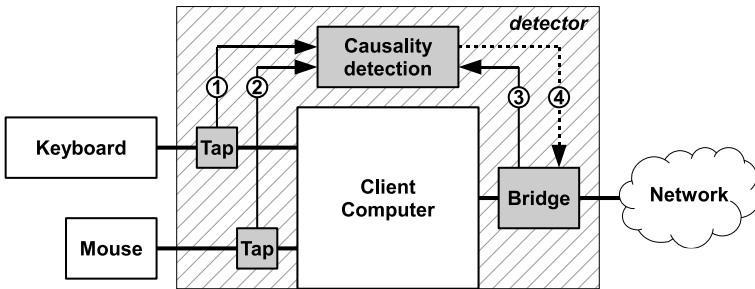 detector
Causality
detection
1
2
3
4
Keyboard
Tap
Client
Computer
Bridge
Network
Mouse
Tap